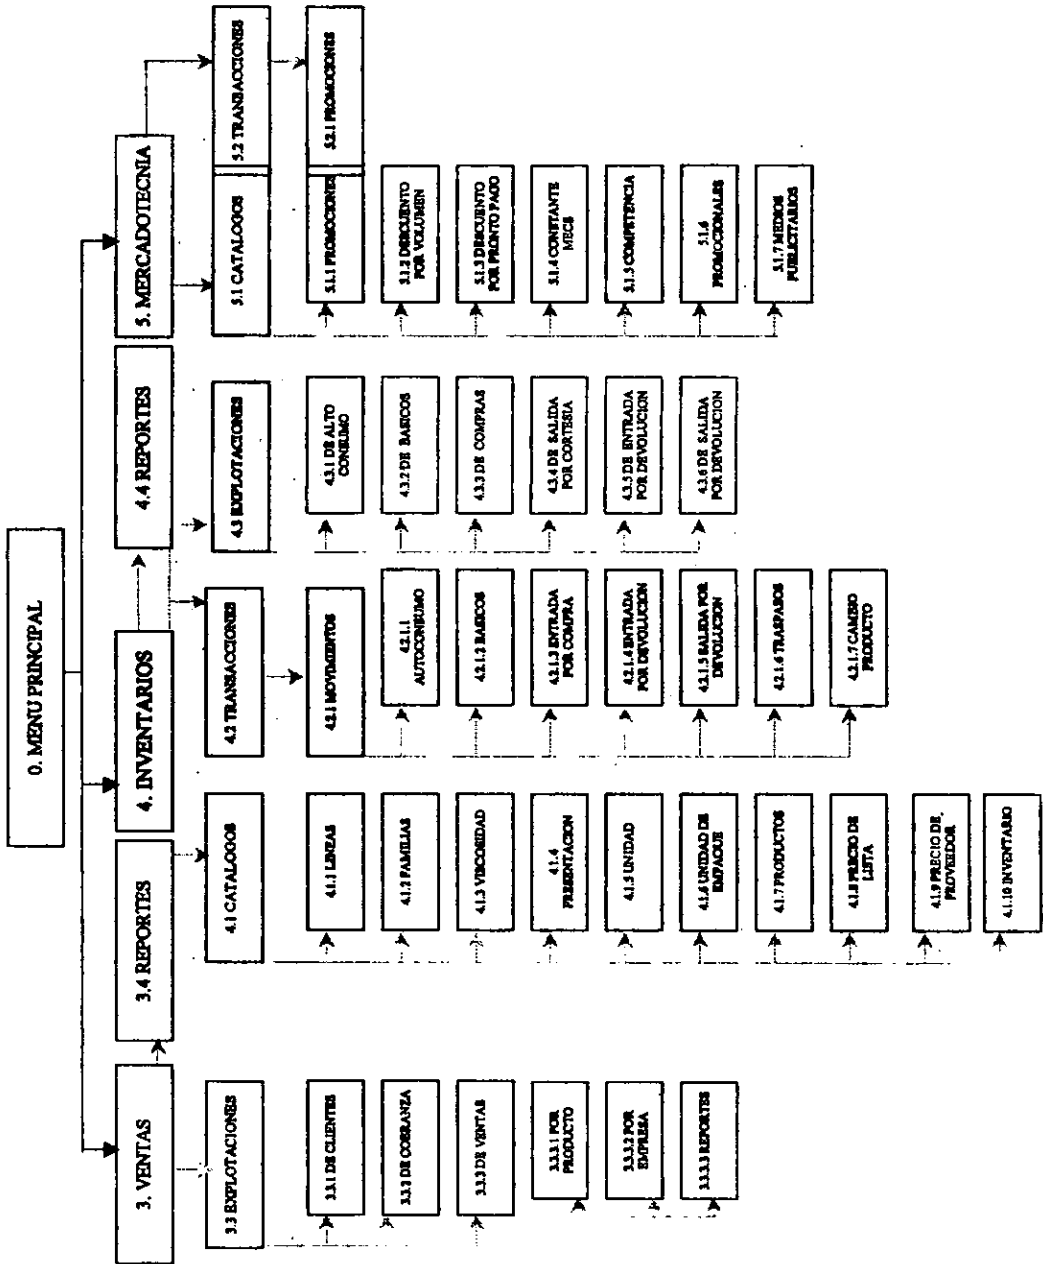 0. MENU PRINCIPAL
3. VENTAS
3.4 REPORTES
4. INVENTARIOS
4.4 REPORTES
5. MERCADOTECNIA
3.3 EXPLOTACIONES
4.1 CATALOGOS
4.2 TRANSACCIONES
4.3 EXPLOTACIONES
5.1 CATALOGOS
5.2 TRANSACCIONES
3.3.1 DE CLIENTES
3.3.2 DE COBRANZA
3.3.3 DE VENTAS
3.3.3.1 POR
PRODUCTO
3.3.3.2 POR
EMPRESA
3.3.3.3 REPORTES
4.1.1 LINEAS
4.1.2 FAMILIAS
4.1.3 VISCOSIDAD
4.1.4
PRESENTACION
4.1.5 UNIDAD
4.1.6 UNIDAD DE
EMPAQUE
4.1.7 PRODUCTOS
4.1.8 PRECIO DE
LISTA
4.1.9 PRECIO DE,
PROVEEDOR
4.1.10 INVENTARIO
4.2.1 MOVIMIENTOS
4.2.1.1
AUTOCONSUMO
4.2.1.2 BASICOS
4.2.1.3 ENTRADA
POR COMPRA
4.2.1.4 ENTRADA
POR DEVOLUCION
4.2.1.5 SALIDA POR
DEVOLUCION
4.2.1.6 TRASPASOS
4.2.1.7 CAMBIO
PRODUCTO
4.3.1 DE ALTO
CONSUMO
4.3.2 DE BASICOS
4.3.3 DE COMPRAS
4.3.4 DE SALIDA
POR CORTESIA
4.3.5 DE ENTRADA
POR DEVOLUCION
4.3.6 DE SALIDA
POR DEVOLUCION
5.1.1 PROMOCIONES
5.1.2 DESCUENTO
POR VOLUMEN
5.1.3 DESCUENTO
POR PRONTO PAGO
5.1.4 CONSTANTE
MECS
5.1.5 COMPETENCIA
5.1.6
PROMOCIONALES
5.1.7 MEDIOS
PUBLICITARIOS
5.2.1 PROMOCIONES